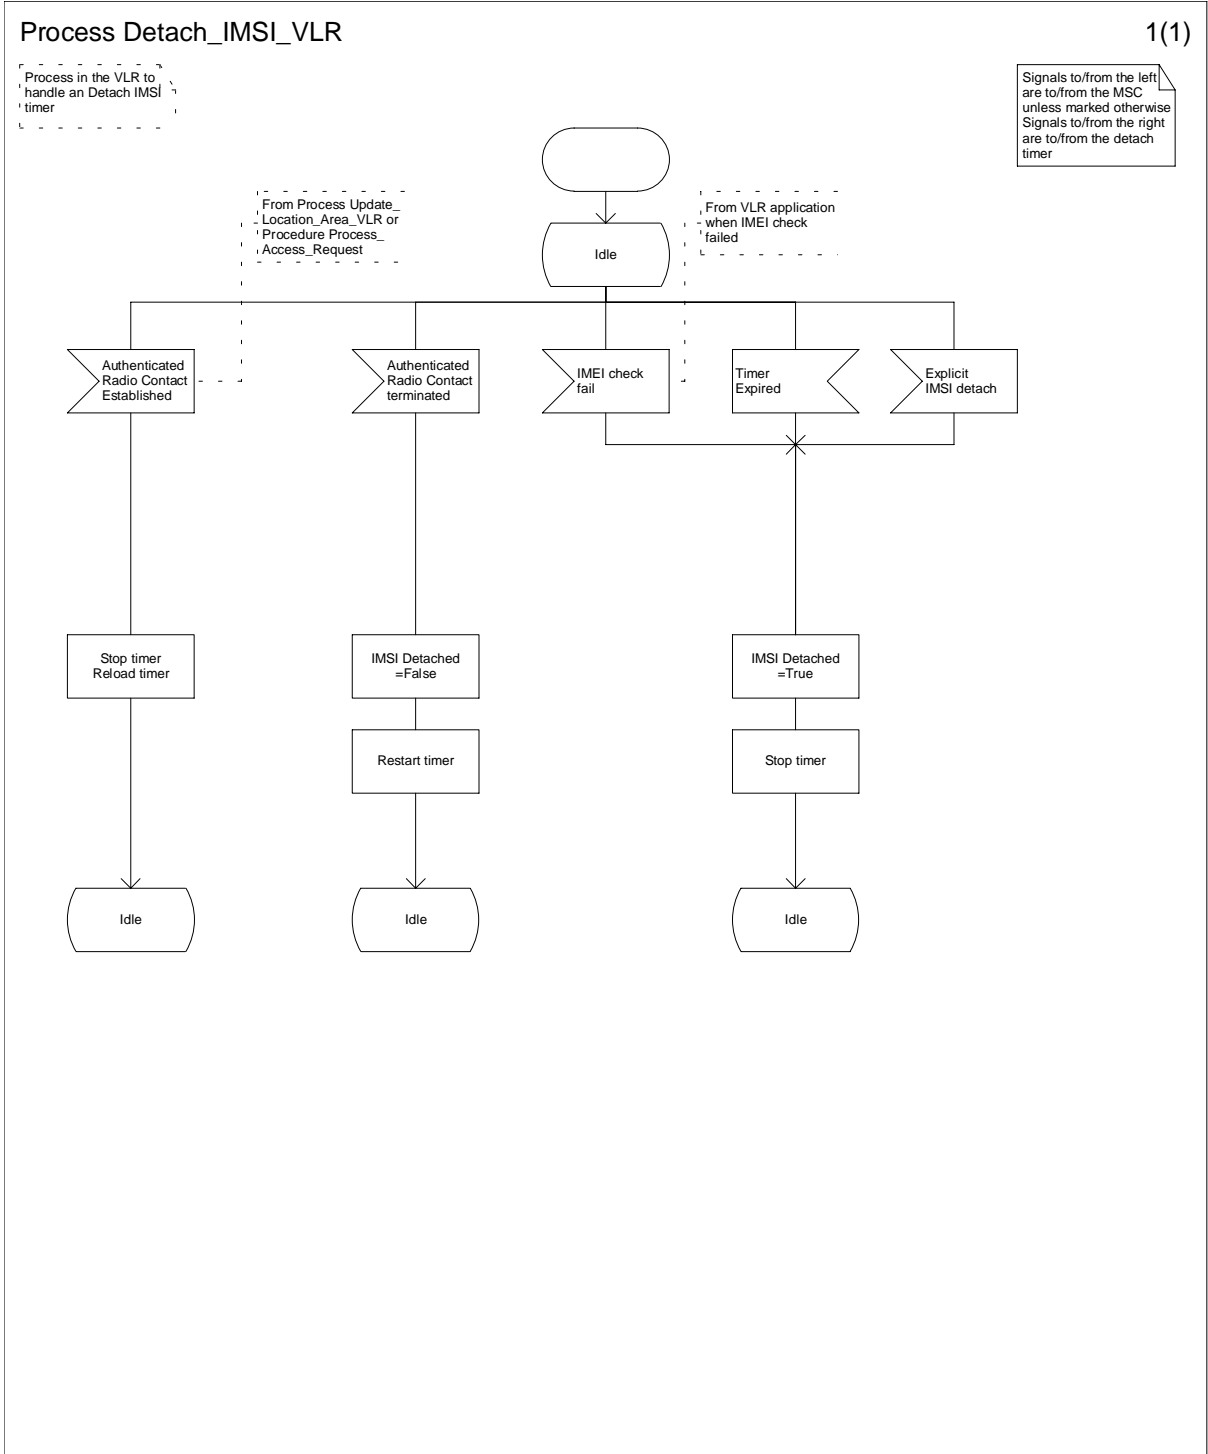 Process Detach_IMSI_VLR
1(1)
Process in the VLR to
handle an Detach IMSI
timer
Signals to/from the left
are to/from the MSC
unless marked otherwise
Signals to/from the right
are to/from the detach
timer
From Process Update_
Location_Area_VLR or
Procedure Process_
Access_Request
From VLR application
when IMEI check
failed
Idle
Authenticated
Radio Contact
Established
Authenticated
Radio Contact
terminated
IMEI check
fail
Timer
Expired
Explicit
IMSI detach
Stop timer
Reload timer
IMSI Detached
=False
IMSI Detached
=True
Restart timer
Stop timer
Idle
Idle
Idle